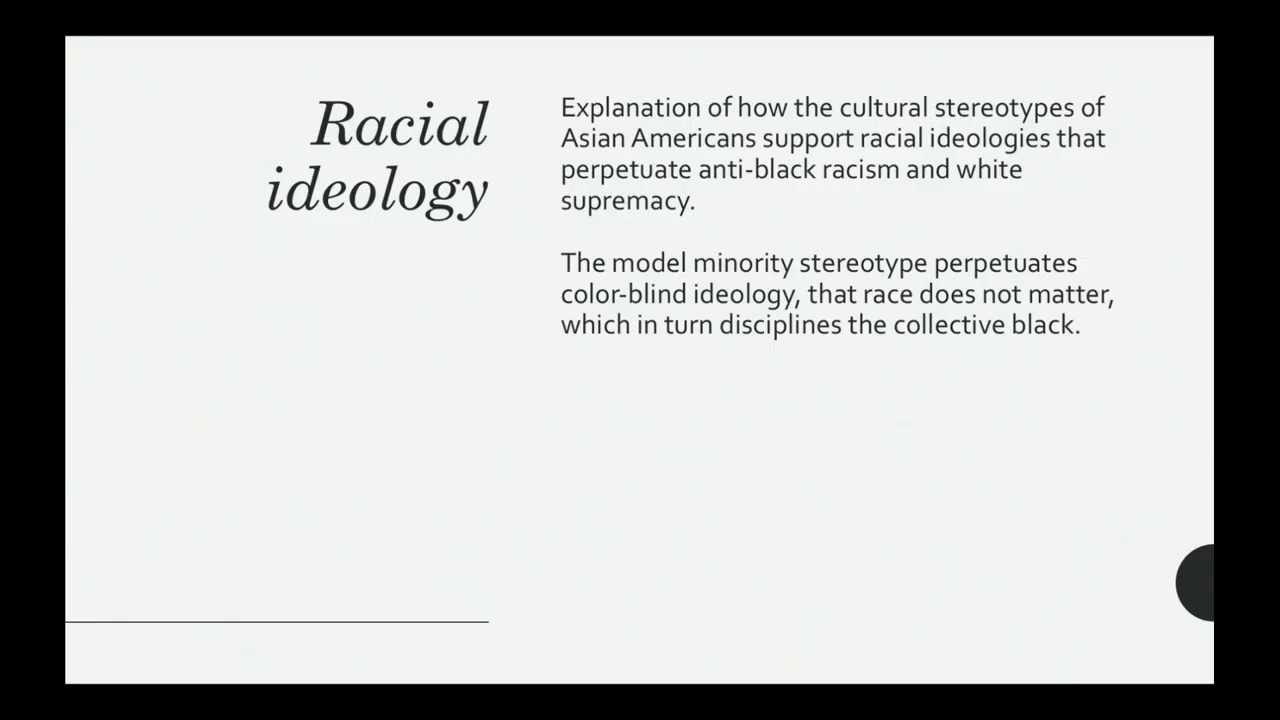 Racial
ideology
Explanation of how the cultural stereotypes of
Asian Americans support racial ideologies that
perpetuate anti-black racism and white
supremacy.
The model minority stereotype perpetuates
color-blind ideology, that race does not matter,
which in turn disciplines the collective black.